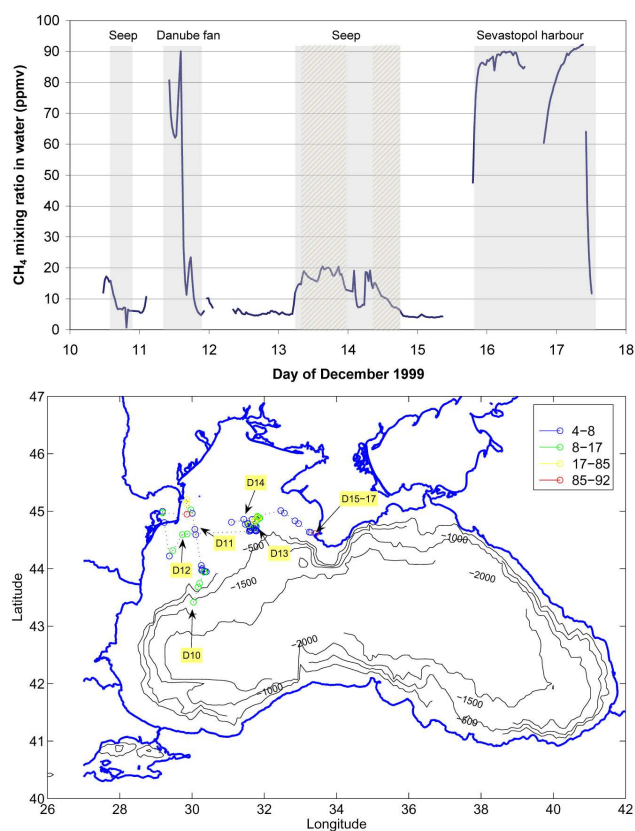 Seep Danube fan Seep Sevastopol harbour
CH4 mixing ratio in water (ppmv)
100
90
80
70
60
50
40
30
20
10
0
10 11 12 13 14 15 16 17 18
Day of December 1999
47
46
45
44
43
42
41
40
Latitude
4−8
8−17
17−85
85−92
D14
D15−17
D11
D13
D12
D10
−500
−1500
−1000
−2000
−2000
−1000
−1500
−500
26 28 30 32 34 36 38 40 42
Longitude